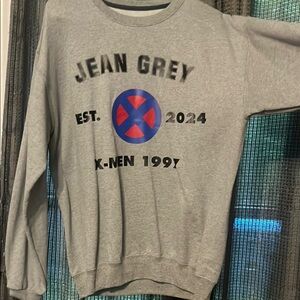 JEAN GREY
EST. 2024
X-MEN 1997